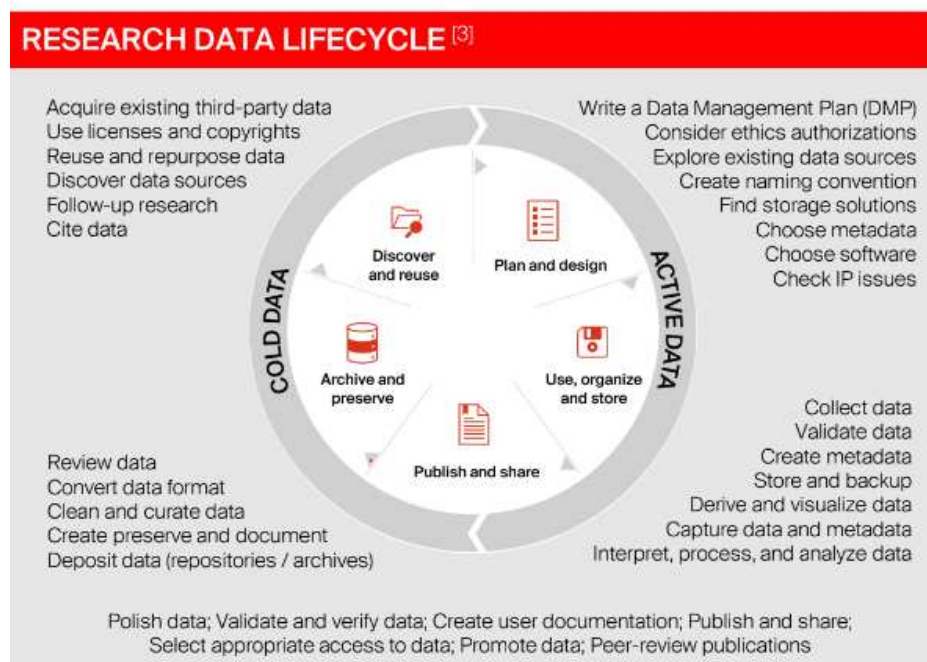 RESEARCH DATA LIFECYCLE [3]
Acquire existing third-party data
Use licenses and copyrights
Reuse and repurpose data
Discover data sources
Follow-up research
Cite data
Write a Data Management Plan (DMP)
Consider ethics authorizations
Explore existing data sources
Create naming convention
Find storage solutions
Choose metadata
Choose software
Check IP issues
Discover
and reuse
Plan and design
COLD DATA
ACTIVE DATA
Archive and
preserve
Use, organize
and store
Publish and share
Review data
Convert data format
Clean and curate data
Create preserve and document
Deposit data (repositories / archives)
Collect data
Validate data
Create metadata
Store and backup
Derive and visualize data
Capture data and metadata
Interpret, process, and analyze data
Polish data; Validate and verify data; Create user documentation; Publish and share;
Select appropriate access to data; Promote data; Peer-review publications